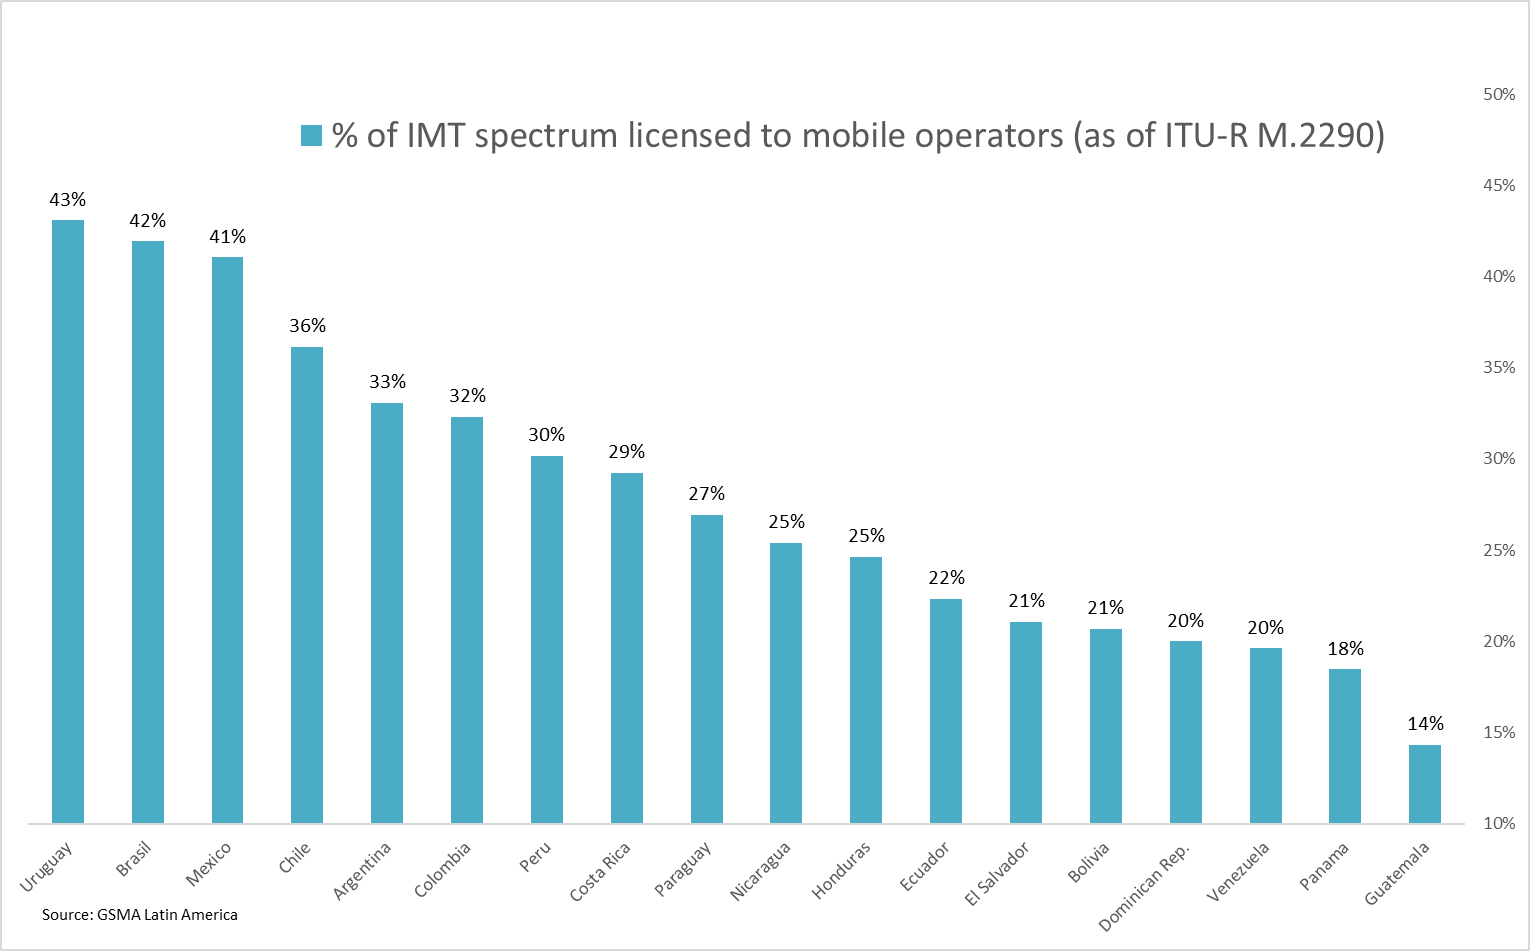 50%
% of IMT spectrum licensed to mobile operators (as of ITU-R M.2290)
45%
43%
42%
41%
40%
36%
35%
33%
32%
30%
30%
29%
27%
25%
25%
25%
22%
21%
21%
20%
20%
20%
18%
15%
14%
10%
Uruguay
Brasil
Mexico
Chile
Argentina
Colombia
Peru
Costa Rica
Paraguay
Nicaragua
Honduras
Ecuador
El Salvador
Bolivia
Dominican Rep.
Venezuela
Panama
Guatemala
Source: GSMA Latin America